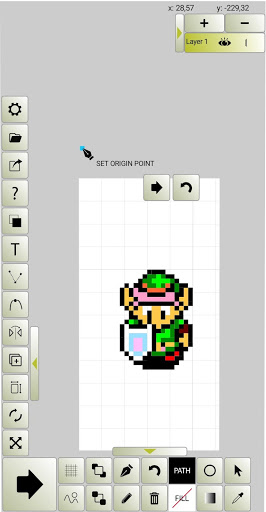 x: 28,57 y: -229,32
+ −
Layer 1
SET ORIGIN POINT
?
T
PATH
FILL